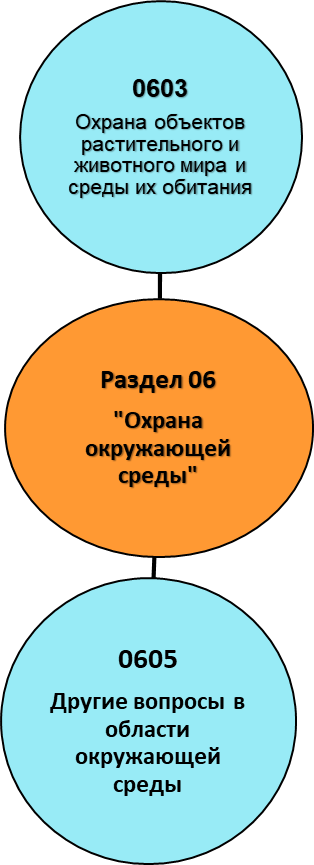 0603
Охрана объектов
растительного и
животного мира и
среды их обитания
Раздел 06
"Охрана
окружающей
среды"
0605
Другие вопросы в
области
окружающей
среды